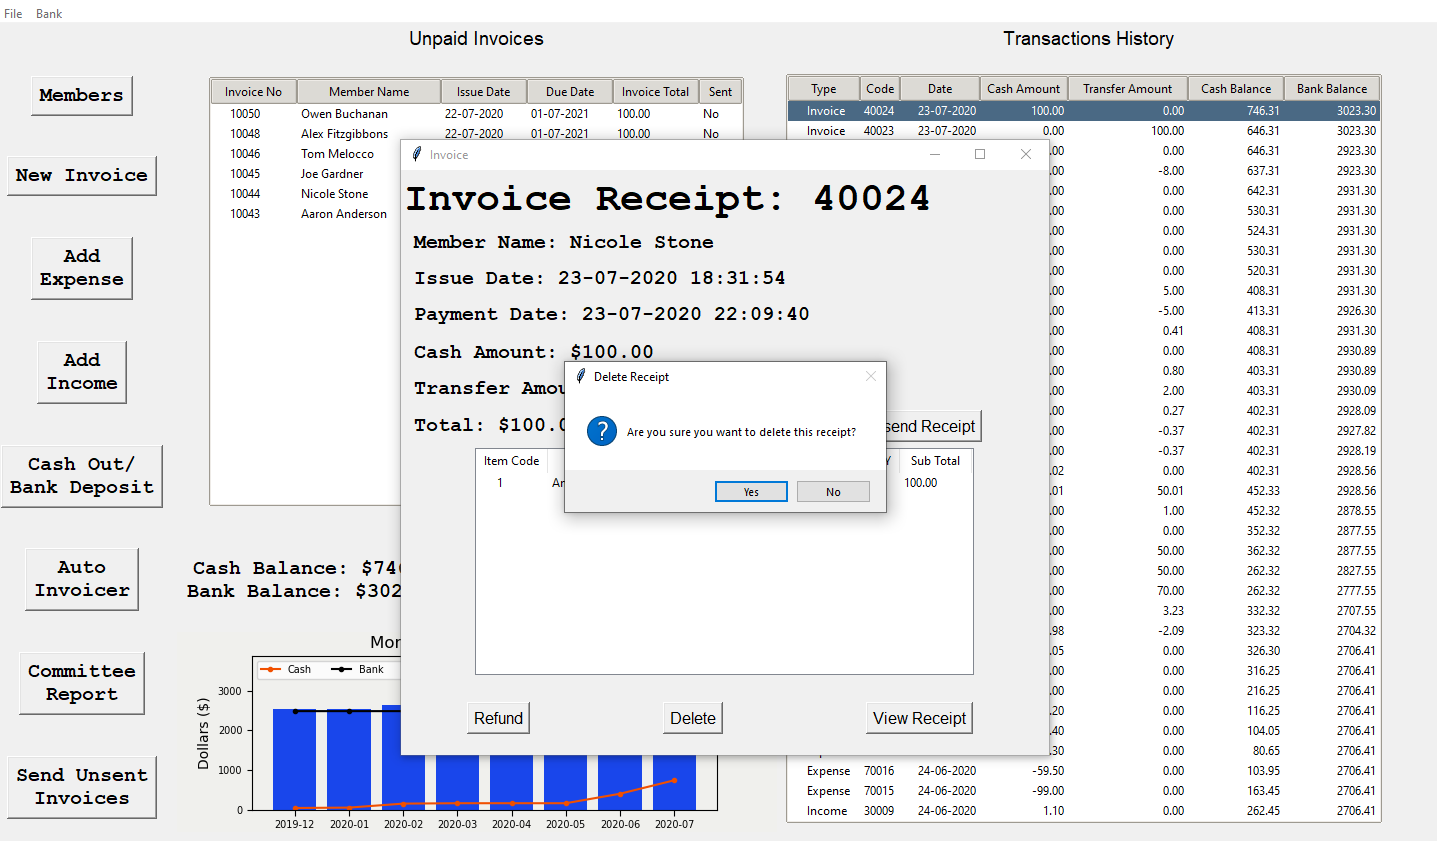 File Bank
Unpaid Invoices
Invoice No Member Name Issue Date Due Date Invoice Total Sent
10050 Owen Buchanan 22-07-2020 01-07-2021 100.00 No
10048 Alex Fitzgibbons 22-07-2020 01-07-2021 100.00 No
10046 Tom Melocco
10045 Joe Gardner
10044 Nicole Stone
10043 Aaron Anderson
Transactions History
Type Code Date Cash Amount Transfer Amount Cash Balance Bank Balance
Invoice 40024 23-07-2020 100.00 0.00 746.31 3023.30
Invoice 40023 23-07-2020 0.00 100.00 646.31 3023.30
.00 0.00 646.31 2923.30
.00 -8.00 637.31 2923.30
.00 0.00 642.31 2931.30
.00 0.00 530.31 2931.30
.00 0.00 524.31 2931.30
.00 0.00 530.31 2931.30
.00 0.00 520.31 2931.30
.00 5.00 408.31 2931.30
.00 -5.00 413.31 2926.30
.00 0.41 408.31 2931.30
.00 0.00 408.31 2930.89
.00 0.80 403.31 2930.89
.00 2.00 403.31 2930.09
.00 0.27 402.31 2928.09
.00 -0.37 402.31 2927.82
.00 -0.37 402.31 2928.19
.02 0.00 402.31 2928.56
.01 50.01 452.33 2928.56
.00 1.00 452.32 2878.55
.00 0.00 352.32 2877.55
.00 50.00 362.32 2877.55
.00 50.00 262.32 2827.55
.00 70.00 262.32 2777.55
.00 3.23 332.32 2707.55
.98 -2.09 323.32 2704.32
.05 0.00 326.30 2706.41
.00 0.00 316.25 2706.41
.00 0.00 216.25 2706.41
.20 0.00 116.25 2706.41
.40 0.00 104.05 2706.41
.30 0.00 80.65 2706.41
Expense 70016 24-06-2020 -59.50 0.00 103.95 2706.41
Expense 70015 24-06-2020 -99.00 0.00 163.45 2706.41
Income 30009 24-06-2020 1.10 0.00 262.45 2706.41
Members
New Invoice
Add
Expense
Add
Income
Cash Out/
Bank Deposit
Auto
Invoicer
Committee
Report
Send Unsent
Invoices
Invoice
Invoice Receipt: 40024
Member Name: Nicole Stone
Issue Date: 23-07-2020 18:31:54
Payment Date: 23-07-2020 22:09:40
Cash Amount: $100.00
Transfer Amou
Total: $100.0
send Receipt
Item Code Y Sub Total
1 An 100.00
Refund Delete View Receipt
Delete Receipt
Are you sure you want to delete this receipt?
Yes No
Cash Balance: $74
Bank Balance: $302
Mon
Cash Bank
Dollars ($)
3000
2000
1000
0
2019-12 2020-01 2020-02 2020-03 2020-04 2020-05 2020-06 2020-07